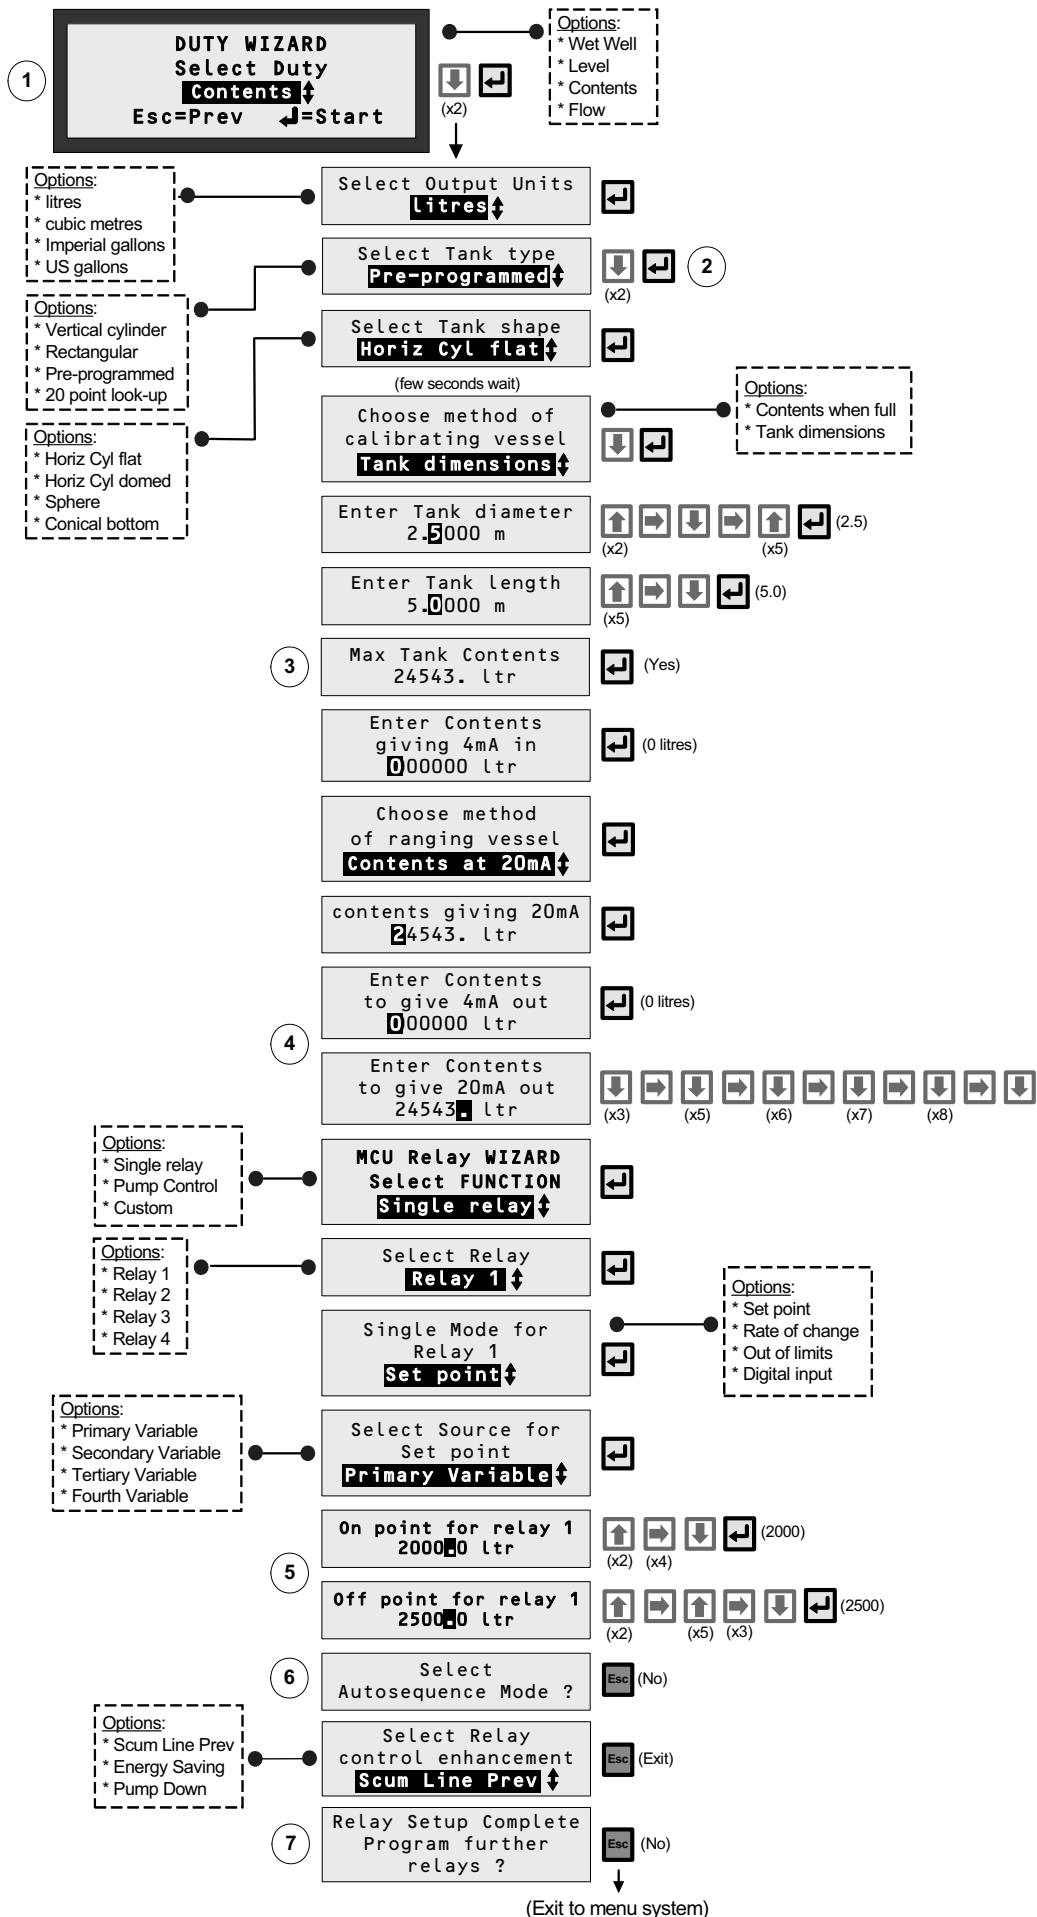 1
DUTY WIZARD
Select Duty
Contents
Esc=Prev =Start
(x2)
Options:
* Wet Well
* Level
* Contents
* Flow
Options:
* litres
* cubic metres
* Imperial gallons
* US gallons
Select Output Units
litres
Select Tank type
Pre-programmed
(x2)
2
Options:
* Vertical cylinder
* Rectangular
* Pre-programmed
* 20 point look-up
Select Tank shape
Horiz Cyl flat
(few seconds wait)
Options:
* Horiz Cyl flat
* Horiz Cyl domed
* Sphere
* Conical bottom
Choose method of
calibrating vessel
Tank dimensions
Options:
* Contents when full
* Tank dimensions
Enter Tank diameter
2.5000 m
(2.5)
(x2) (x5)
Enter Tank length
5.0000 m
(5.0)
(x5)
3
Max Tank Contents
24543. ltr
(Yes)
Enter Contents
giving 4mA in
000000 ltr
(0 litres)
Choose method
of ranging vessel
Contents at 20mA
contents giving 20mA
24543. ltr
4
Enter Contents
to give 4mA out
000000 ltr
(0 litres)
Enter Contents
to give 20mA out
24543. ltr
(x3) (x5) (x6) (x7) (x8)
Options:
* Single relay
* Pump Control
* Custom
MCU Relay WIZARD
Select FUNCTION
Single relay
Options:
* Relay 1
* Relay 2
* Relay 3
* Relay 4
Select Relay
Relay 1
Single Mode for
Relay 1
Set point
Options:
* Set point
* Rate of change
* Out of limits
* Digital input
Options:
* Primary Variable
* Secondary Variable
* Tertiary Variable
* Fourth Variable
Select Source for
Set point
Primary Variable
5
On point for relay 1
2000.0 ltr
(2000)
(x2) (x4)
Off point for relay 1
2500.0 ltr
(2500)
(x2) (x5) (x3)
6
Select
Autosequence Mode ?
Esc (No)
Options:
* Scum Line Prev
* Energy Saving
* Pump Down
Select Relay
control enhancement
Scum Line Prev
Esc (Exit)
7
Relay Setup Complete
Program further
relays ?
Esc (No)
(Exit to menu system)